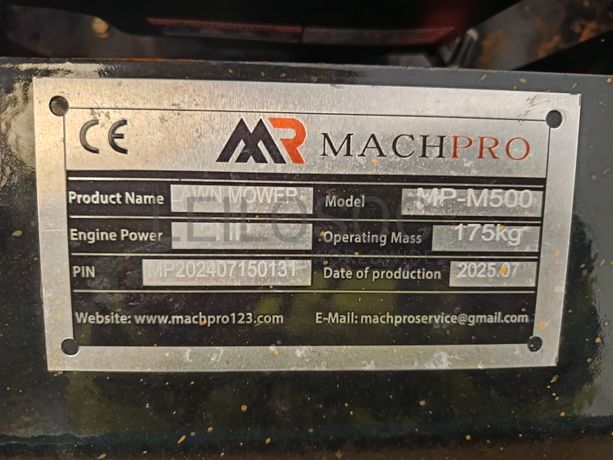 CE MR MACHPRO
Product Name LAWN MOWER Model MP-M500
Engine Power Operating Mass 175kg
PIN MP202407150131 Date of production 2025.07
Website: www.machpro123.com E-Mail: machproservice@gmail.com